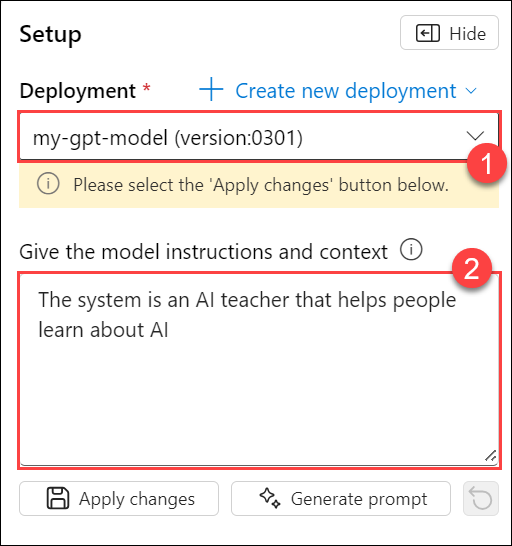 Setup
Hide
Deployment *
Create new deployment
my-gpt-model (version:0301)
1
Please select the 'Apply changes' button below.
Give the model instructions and context
2
The system is an AI teacher that helps people
learn about AI
Apply changes
Generate prompt